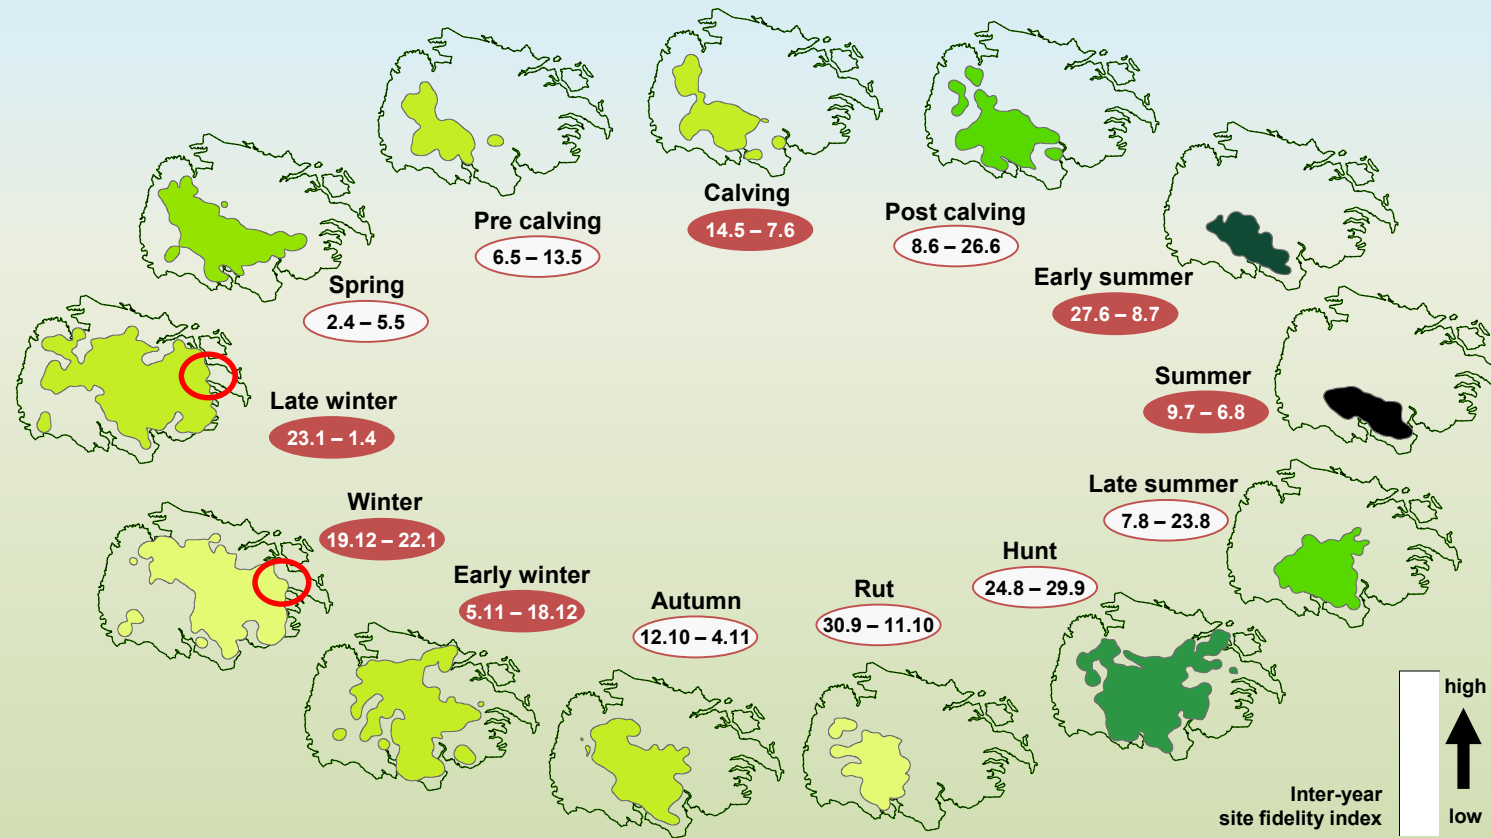 Pre calving
6.5 – 13.5
Calving
14.5 – 7.6
Post calving
8.6 – 26.6
Early summer
27.6 – 8.7
Summer
9.7 – 6.8
Late summer
7.8 – 23.8
Hunt
24.8 – 29.9
Rut
30.9 – 11.10
Autumn
12.10 – 4.11
Early winter
5.11 – 18.12
Winter
19.12 – 22.1
Late winter
23.1 – 1.4
Spring
2.4 – 5.5
high
Inter-year
site fidelity index
low